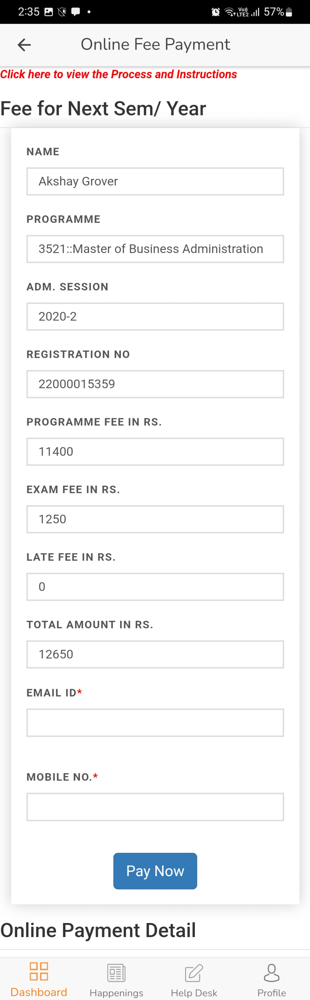 2:35
Vo))
LTE2
57%
Online Fee Payment
Click here to view the Process and Instructions
Fee for Next Sem/ Year
NAME
Akshay Grover
PROGRAMME
3521::Master of Business Administration
ADM. SESSION
2020-2
REGISTRATION NO
22000015359
PROGRAMME FEE IN RS.
11400
EXAM FEE IN RS.
1250
LATE FEE IN RS.
0
TOTAL AMOUNT IN RS.
12650
EMAIL ID*
MOBILE NO.*
Pay Now
Online Payment Detail
Dashboard Happenings Help Desk Profile